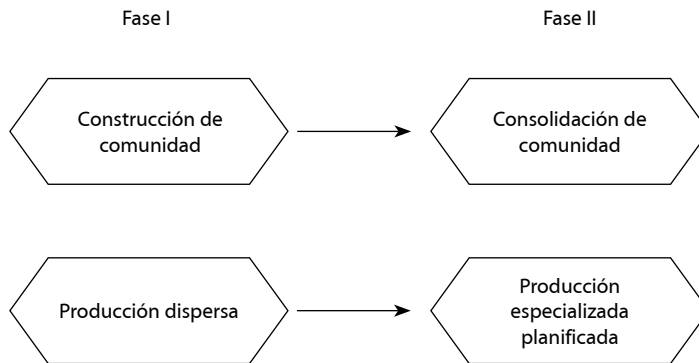 Fase I
Fase II
Construcción de
comunidad
Consolidación de
comunidad
Producción dispersa
Producción
especializada
planificada